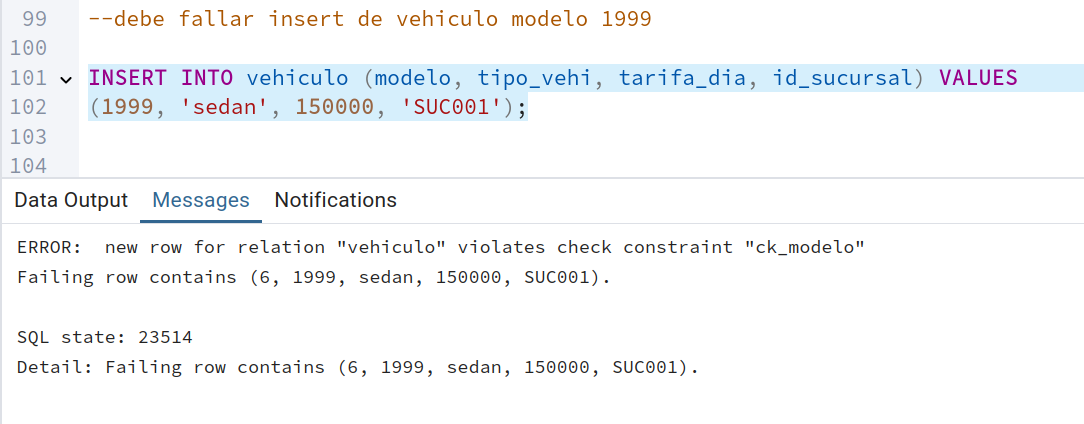 99 --debe fallar insert de vehiculo modelo 1999
100
101 INSERT INTO vehiculo (modelo, tipo_vehi, tarifa_dia, id_sucursal) VALUES
102 (1999, 'sedan', 150000, 'SUC001');
103
104
Data Output Messages Notifications
ERROR:  new row for relation "vehiculo" violates check constraint "ck_modelo"
Failing row contains (6, 1999, sedan, 150000, SUC001).
SQL state: 23514
Detail: Failing row contains (6, 1999, sedan, 150000, SUC001).